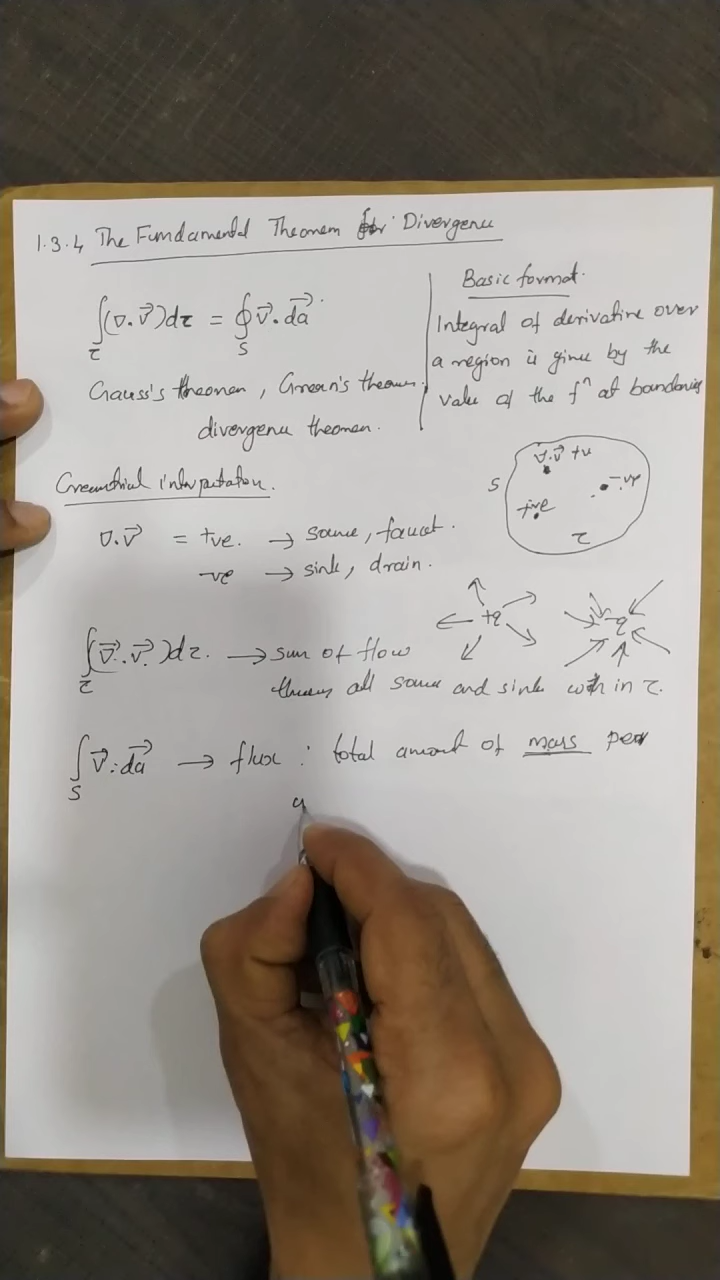 1.3.4 The Fundamental Theorem for Divergence
∫(∇.v⃗)dτ = ∮v⃗.da⃗
τ S
Gauss's theorem, Green's theorem,
divergence theorem.
Basic format.
Integral of derivative over
a region is given by the
value of the fⁿ at boundaries
Geometrical interpretation.
∇.v⃗ = +ve. → source, faucet.
-ve → sink, drain.
S
∇.v⃗ +ve
-ve
+ve
τ
+q
-q
∫(∇⃗.v⃗)dτ. → sum of flow
τ
all source and sink within τ.
∫v⃗.da⃗ → flux : total amount of mass per
S